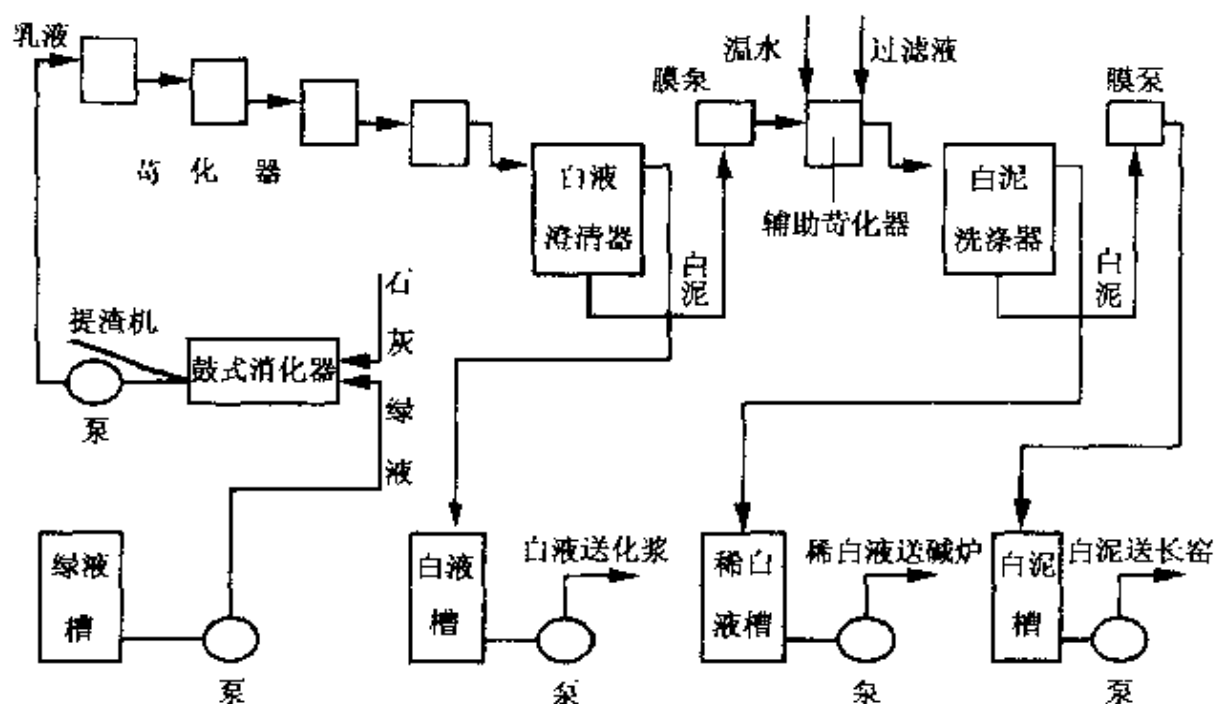 乳液
苛化器
白液
澄清器
白泥
膜泵
温水
过滤液
辅助苛化器
白泥
洗涤器
白泥
膜泵
提渣机
鼓式消化器
石灰
绿液
泵
绿液
槽
泵
白液
槽
白液送化浆
泵
稀白
液槽
稀白液送碱炉
泵
白泥
槽
白泥送长窑
泵